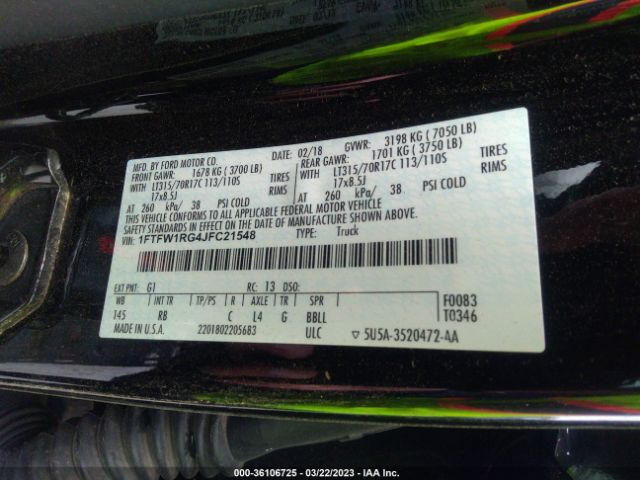 MFD. BY FORD MOTOR CO.
DATE: 02/18 GVWR: 3198 KG ( 7050 LB)
FRONT GAWR: 1678 KG ( 3700 LB)
REAR GAWR: 1701 KG ( 3750 LB)
WITH LT315/70R17C 113/110S TIRES
WITH LT315/70R17C 113/110S TIRES
17x8.5J RIMS
17x8.5J RIMS
AT 260 kPa/ 38 PSI COLD
AT 260 kPa/ 38 PSI COLD
THIS VEHICLE CONFORMS TO ALL APPLICABLE FEDERAL MOTOR VEHICLE
SAFETY STANDARDS IN EFFECT ON THE DATE OF MANUFACTURE SHOWN ABOVE.
VIN: 1FTFW1RG4JFC21548 TYPE: Truck
EXT PNT: G1 RC: 13 DSO:
WB INT TR TP/PS R AXLE TR SPR
145 RB C L4 G BBLL
F0083
T0346
MADE IN U.S.A. 2201802205683 ULC ▽ 5U5A-3520472-AA
000-36106725 - 03/22/2023 - IAA Inc.